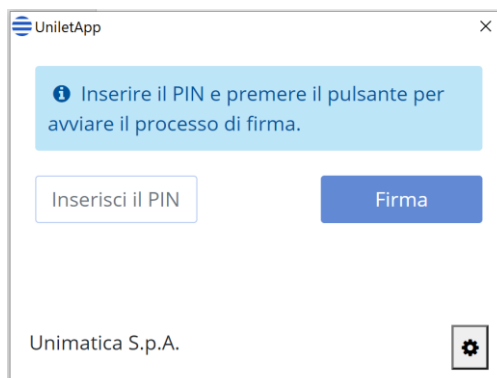 UniletApp
Inserire il PIN e premere il pulsante per
avviare il processo di firma.
Inserisci il PIN
Firma
Unimatica S.p.A.